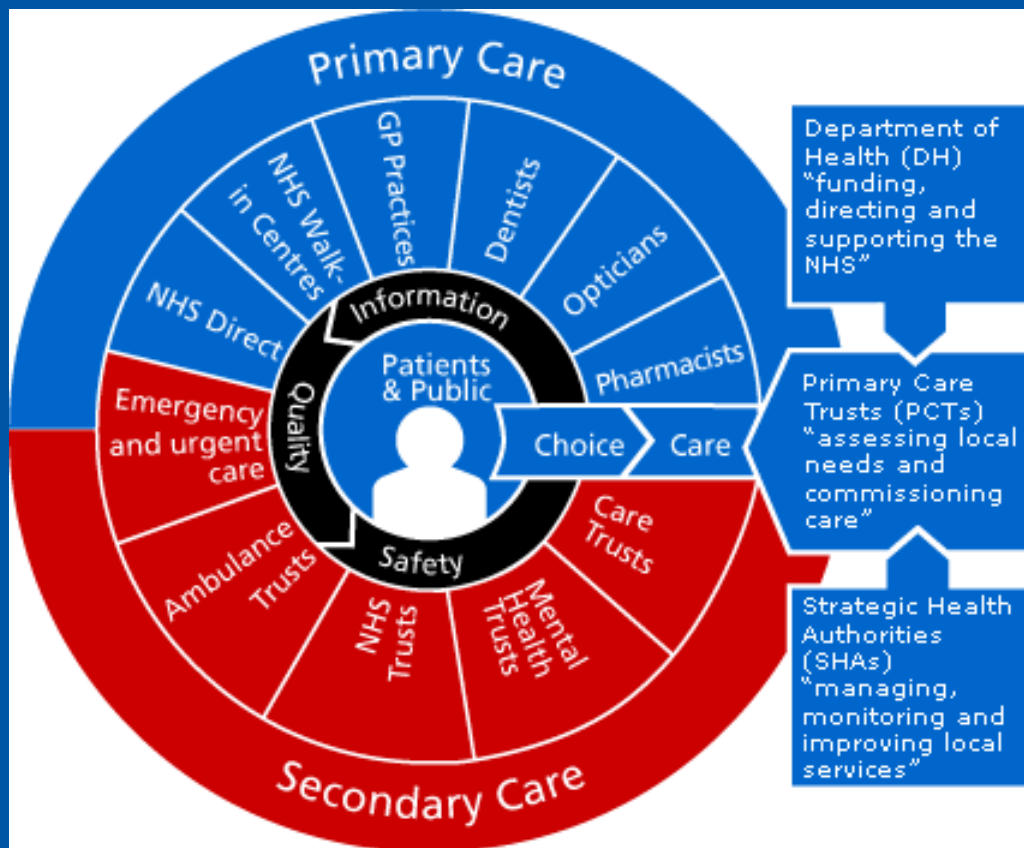 Primary Care
NHS Direct
NHS Walk-
in Centres
GP Practices
Dentists
Opticians
Pharmacists
Information
Quality
Safety
Patients
& Public
Choice
Care
Emergency
and urgent
care
Ambulance
Trusts
NHS
Trusts
Mental
Health
Trusts
Care
Trusts
Secondary Care
Department of
Health (DH)
“funding,
directing and
supporting the
NHS”
Primary Care
Trusts (PCTs)
“assessing local
needs and
commissioning
care”
Strategic Health
Authorities
(SHAs)
“managing,
monitoring and
improving local
services”